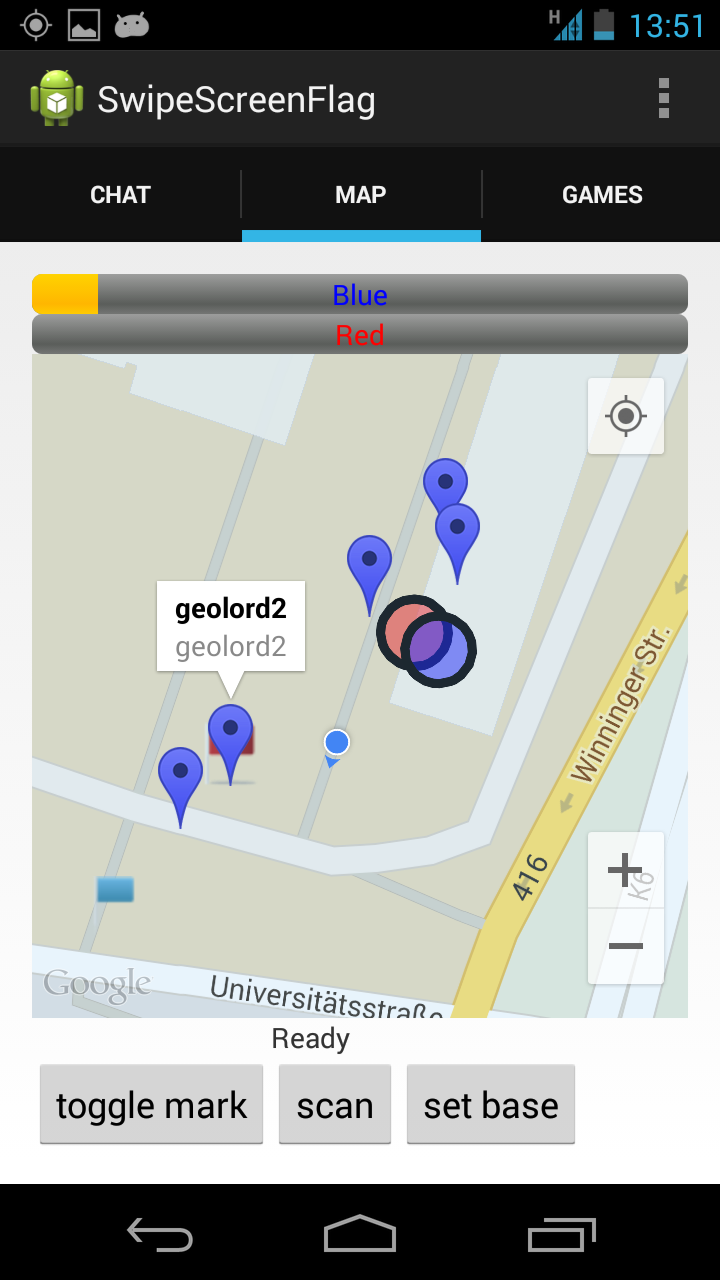 H 13:51
SwipeScreenFlag
CHAT MAP GAMES
Blue
Red
geolord2
geolord2
Winninger Str.
416
K6
Google
Universitätsstraße
Ready
toggle mark scan set base